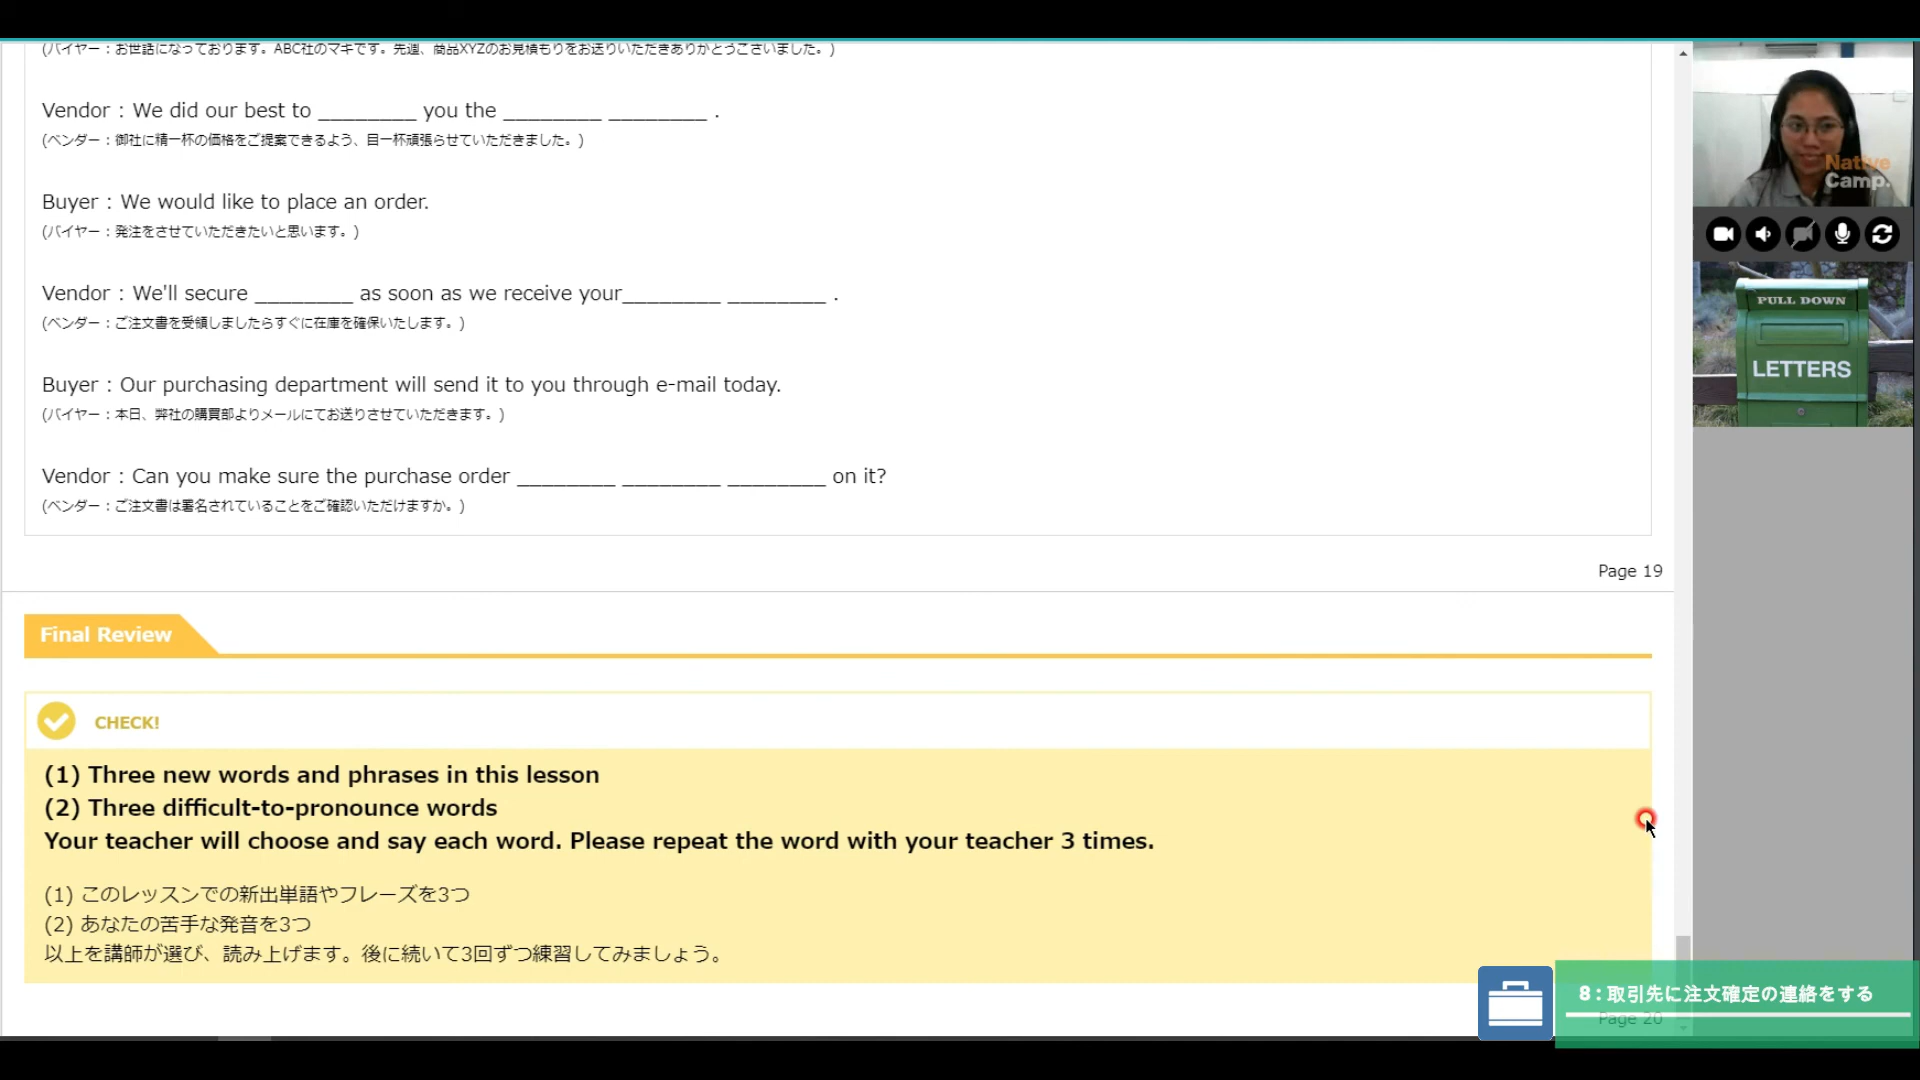 (バイヤー：お世話になっております。ABC社のマキです。先週、商品XYZのお見積もりをお送りいただきありがとうございました。)
Vendor : We did our best to _________ you the _________ _________ .
(ベンダー：御社に精一杯の価格をご提案できるよう、目一杯頑張らせていただきました。)
Buyer : We would like to place an order.
(バイヤー：発注をさせていただきたいと思います。)
Vendor : We'll secure _________ as soon as we receive your_________ _________ .
(ベンダー：ご注文書を受領しましたらすぐに在庫を確保いたします。)
Buyer : Our purchasing department will send it to you through e-mail today.
(バイヤー：本日、弊社の購買部よりメールにてお送りさせていただきます。)
Vendor : Can you make sure the purchase order _________ _________ _________ on it?
(ベンダー：ご注文書は署名されていることをご確認いただけますか。)
Page 19
Final Review
CHECK!
(1) Three new words and phrases in this lesson
(2) Three difficult-to-pronounce words
Your teacher will choose and say each word. Please repeat the word with your teacher 3 times.
(1) このレッスンでの新出単語やフレーズを3つ
(2) あなたの苦手な発音を3つ
以上を講師が選び、読み上げます。後に続いて3回ずつ練習してみましょう。
Native
Camp.
PULL DOWN
LETTERS
8：取引先に注文確定の連絡をする
Page 20